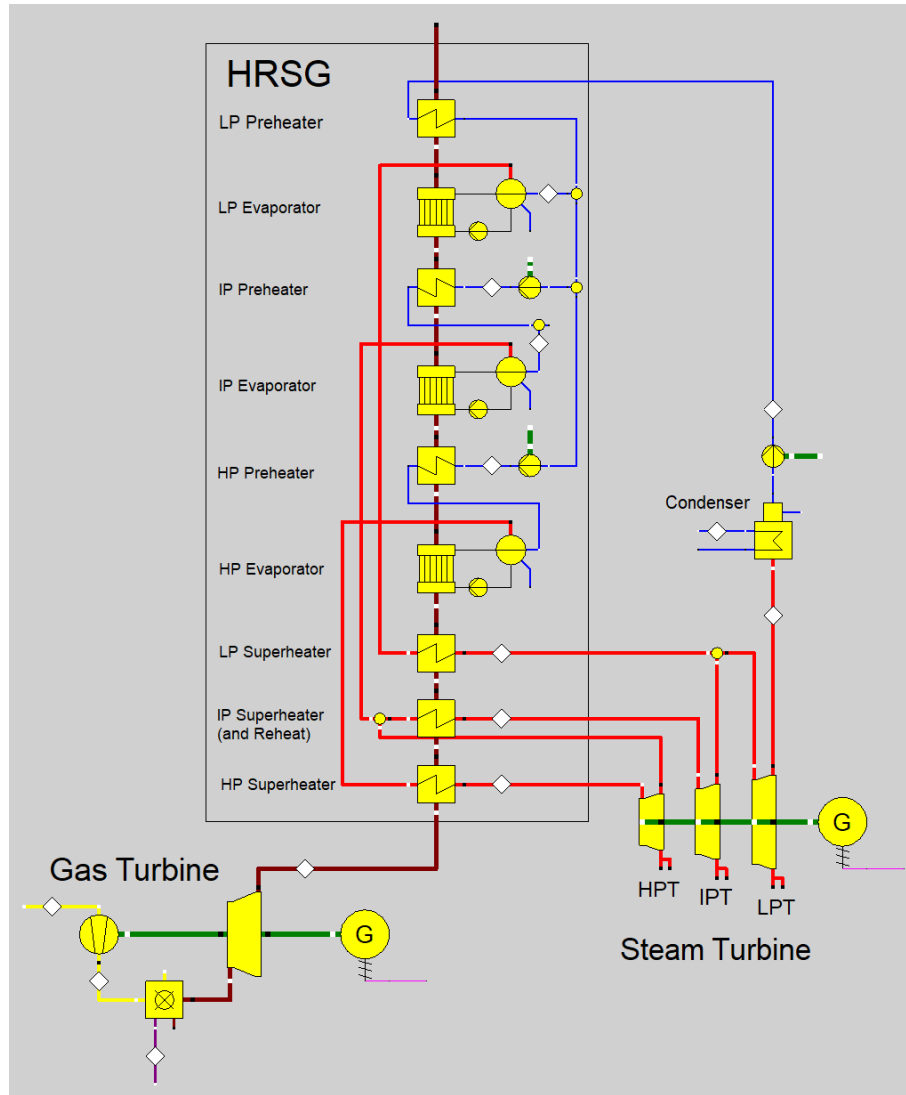 HRSG
LP Preheater
LP Evaporator
IP Preheater
IP Evaporator
HP Preheater
Condenser
HP Evaporator
LP Superheater
IP Superheater
(and Reheat)
HP Superheater
G
HPT
IPT
LPT
Steam Turbine
Gas Turbine
G